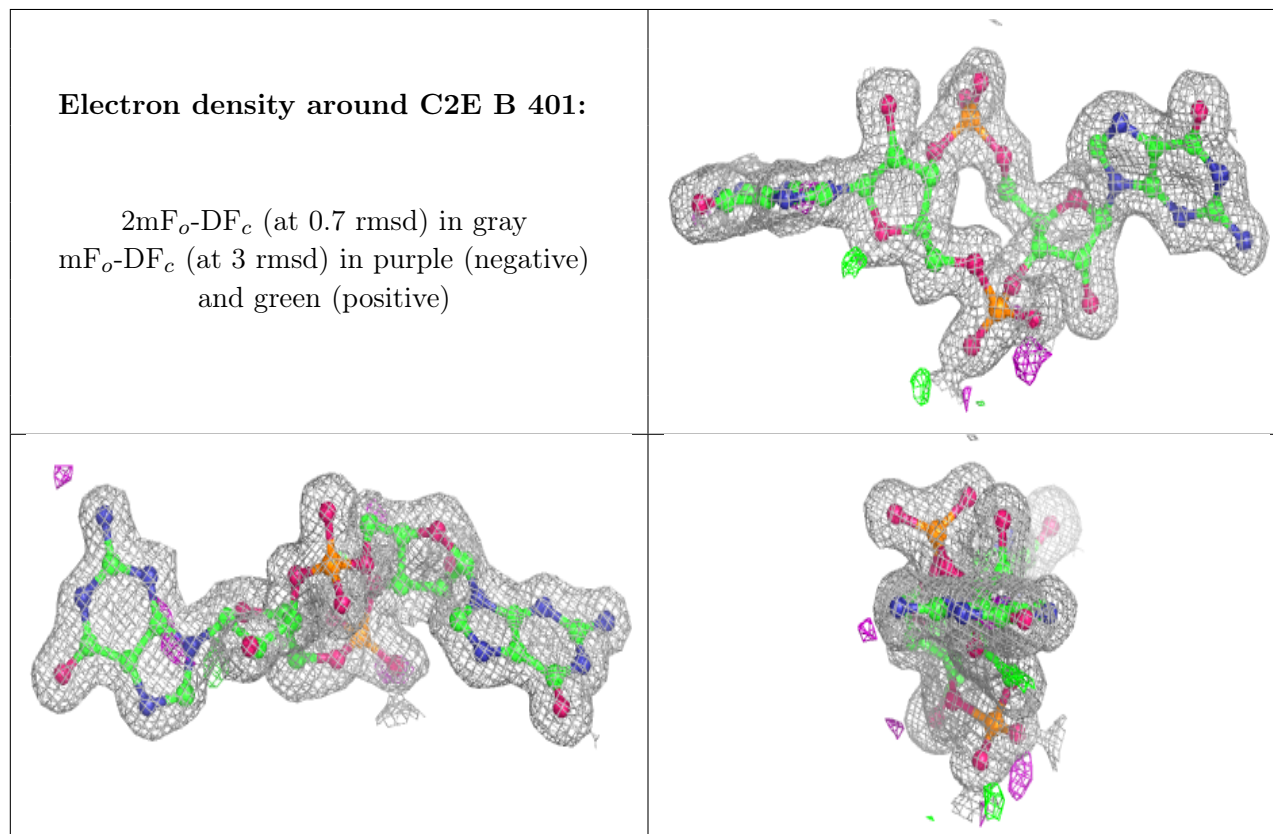 Electron density around C2E B 401:
2mFₒ-DF𝒸 (at 0.7 rmsd) in gray
mFₒ-DF𝒸 (at 3 rmsd) in purple (negative)
and green (positive)